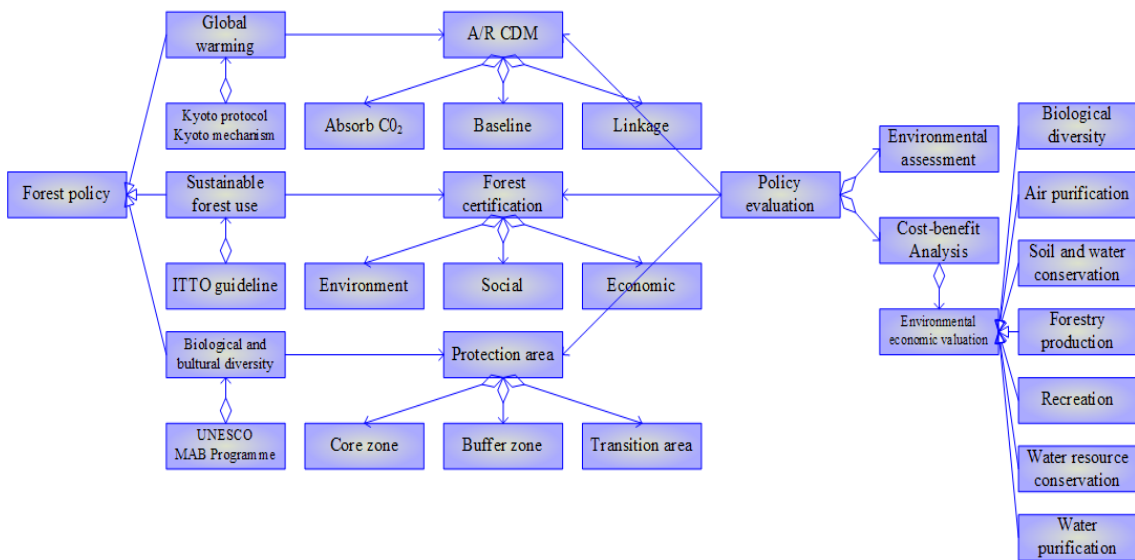 Global
warming
A/R CDM
Kyoto protocol
Kyoto mechanism
Absorb C0₂
Baseline
Linkage
Forest policy
Sustainable
forest use
Forest
certification
Policy
evaluation
ITTO guideline
Environment
Social
Economic
Biological and
bultural diversity
Protection area
UNESCO
MAB Programme
Core zone
Buffer zone
Transition area
Environmental
assessment
Cost-benefit
Analysis
Environmental
economic valuation
Biological
diversity
Air purification
Soil and water
conservation
Forestry
production
Recreation
Water resource
conservation
Water
purification